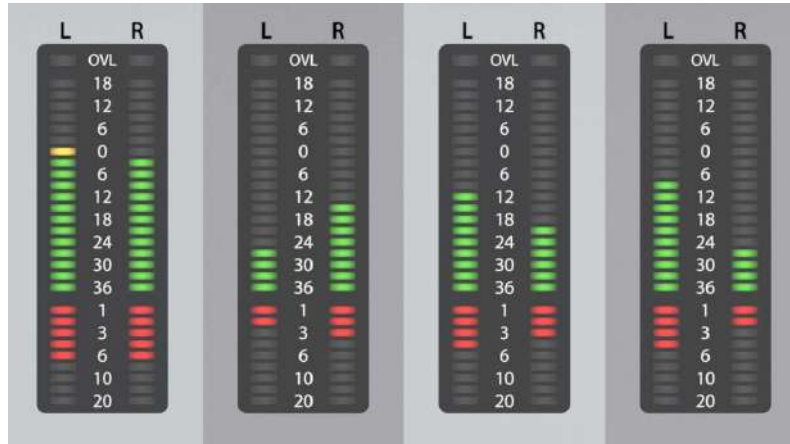 L R L R L R L R
OVL OVL OVL OVL
18 18 18 18
12 12 12 12
6 6 6 6
0 0 0 0
6 6 6 6
12 12 12 12
18 18 18 18
24 24 24 24
30 30 30 30
36 36 36 36
1 1 1 1
3 3 3 3
6 6 6 6
10 10 10 10
20 20 20 20